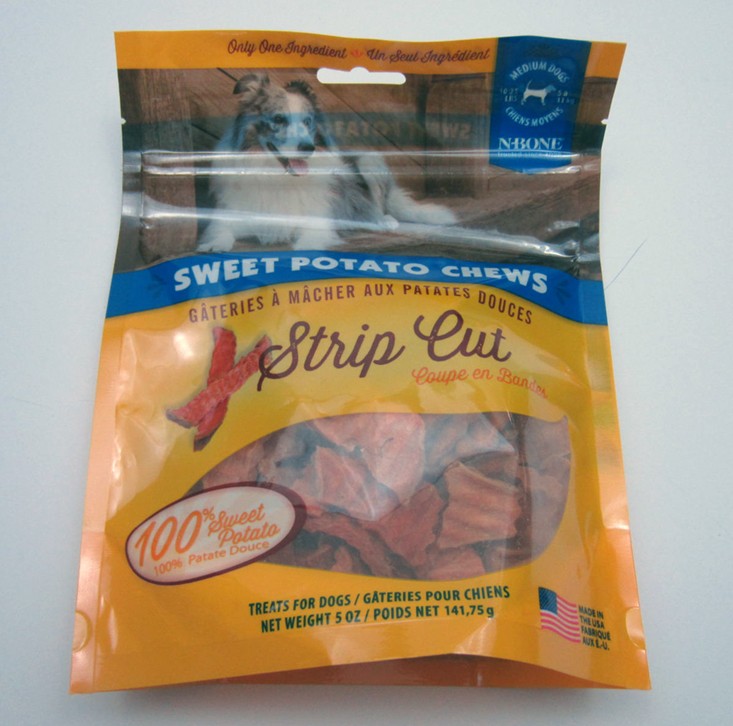 Only One Ingredient Un Seul Ingrédient
MEDIUM DOGS
CHIENS MOYENS
N-BONE
SWEET POTATO CHEWS
GÂTERIES À MÂCHER AUX PATATES DOUCES
Strip Cut
Coupe en Bandes
100% Sweet
Potato
100% Patate Douce
TREATS FOR DOGS / GÂTERIES POUR CHIENS
NET WEIGHT 5 OZ / POIDS NET 141,75 g
MADE IN
THE USA
FABRIQUÉ
AUX É.-U.